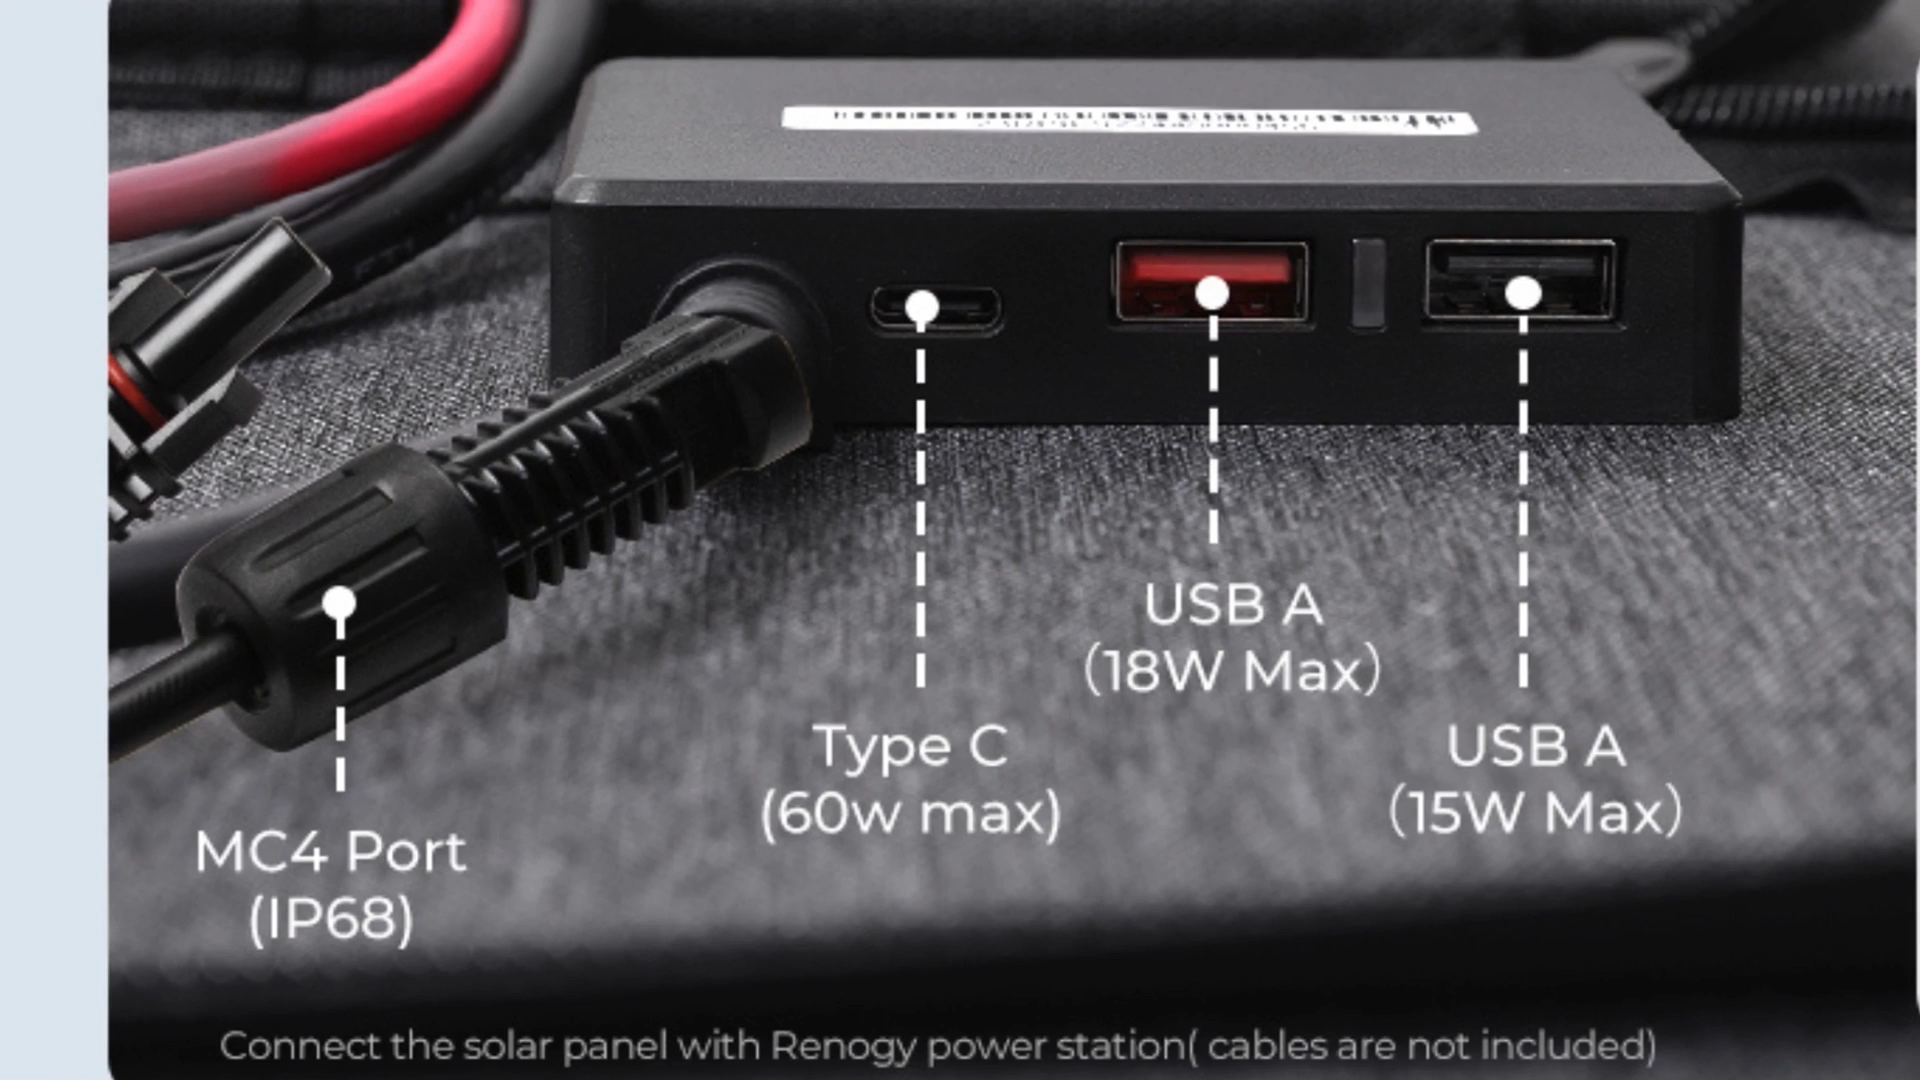 USB A
(18W Max)
Type C
(60w max)
USB A
(15W Max)
MC4 Port
(IP68)
Connect the solar panel with Renogy power station( cables are not included)